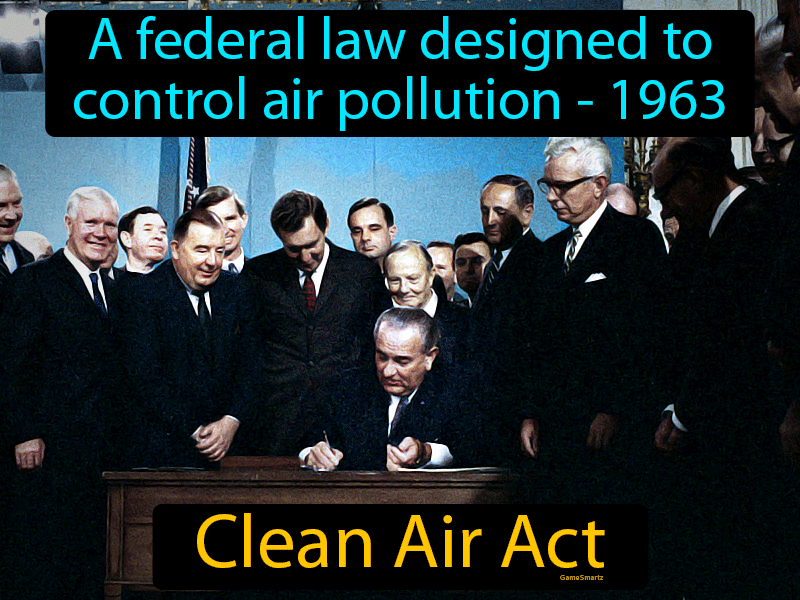 A federal law designed to
control air pollution - 1963
Clean Air Act
GameSmartz